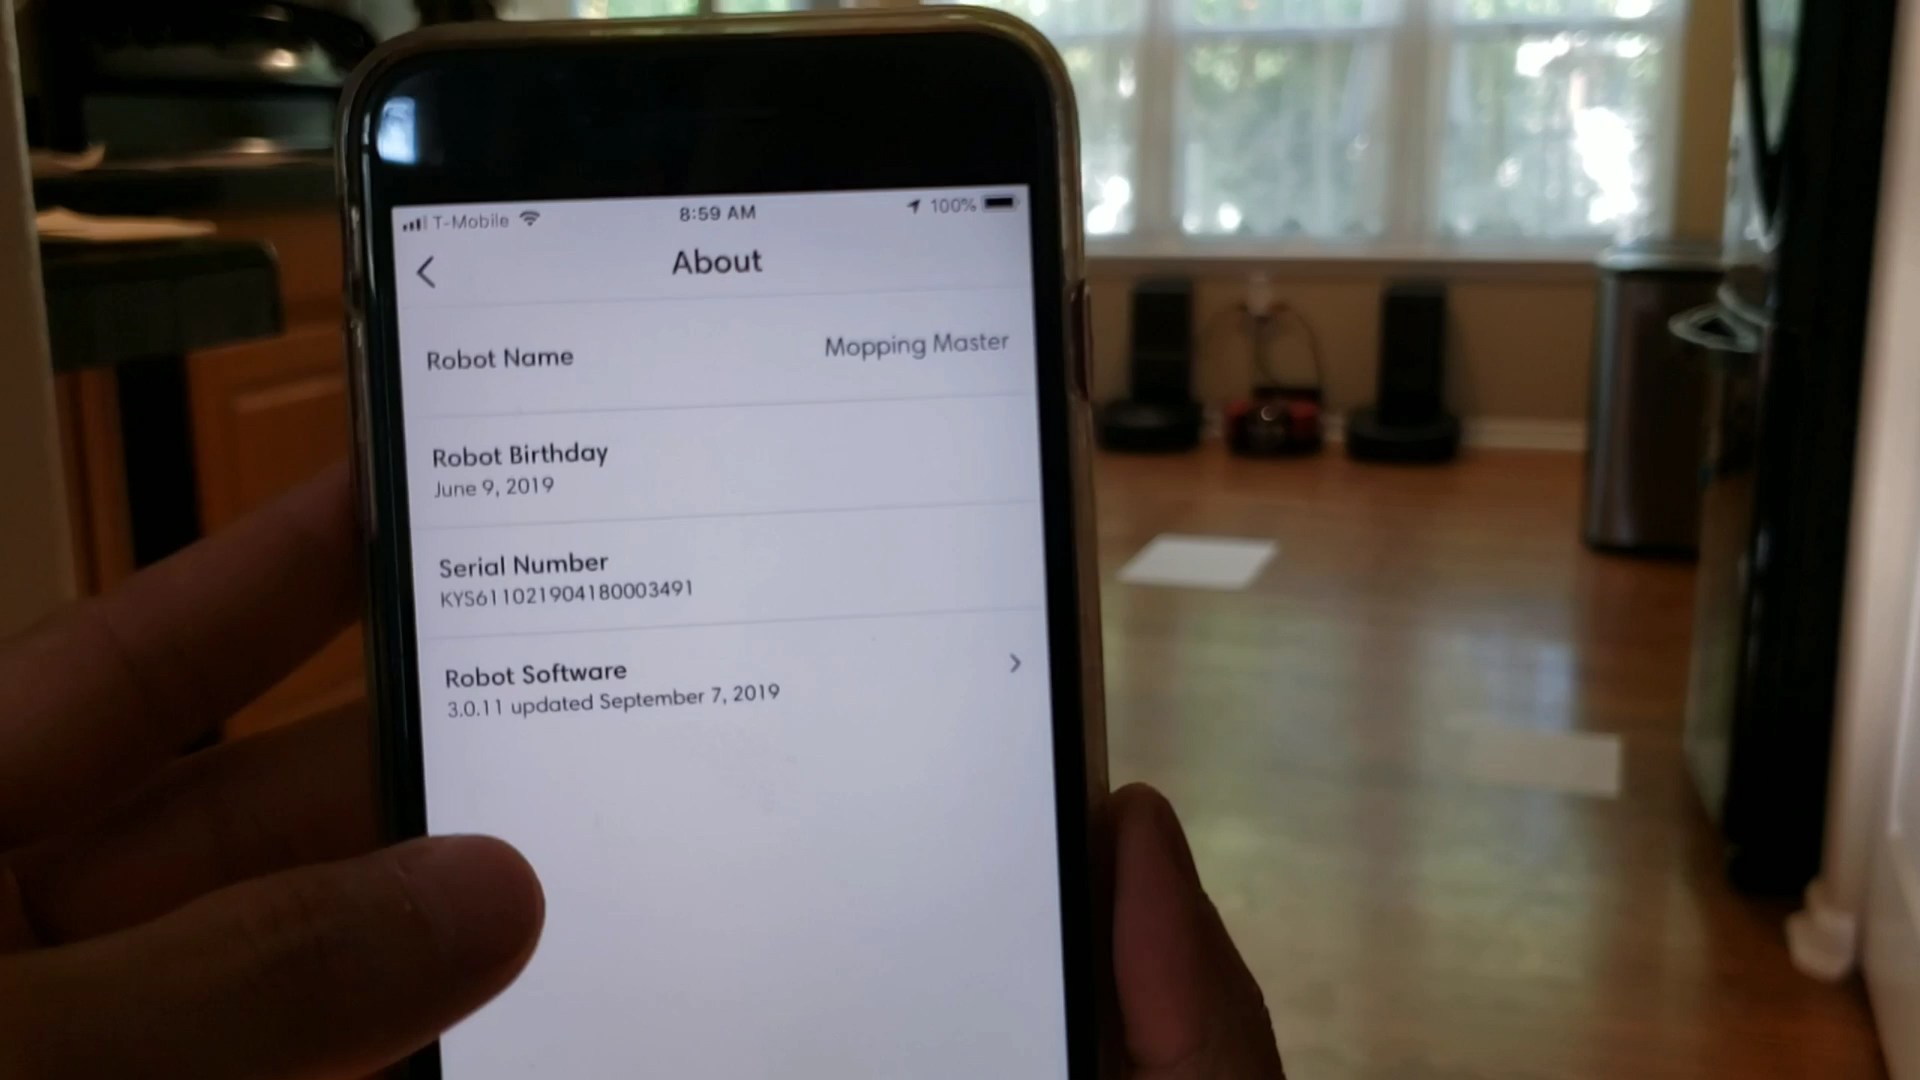 T-Mobile 8:59 AM 100%
About
Robot Name Mopping Master
Robot Birthday
June 9, 2019
Serial Number
KYS611021904180003491
Robot Software
3.0.11 updated September 7, 2019